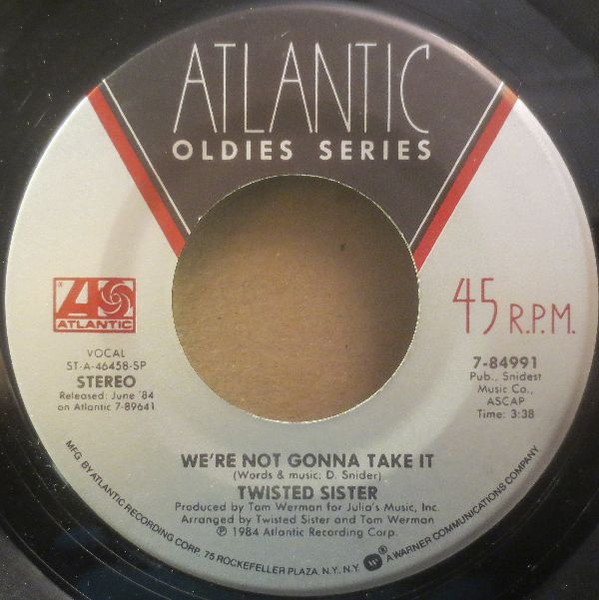 ATLANTIC
OLDIES SERIES
ATLANTIC
VOCAL
ST-A-46458-SP
STEREO
Released: June '84
on Atlantic 7-89641
45 R.P.M.
7-84991
Pub., Snidest
Music Co.,
ASCAP
Time: 3:38
WE'RE NOT GONNA TAKE IT
(Words & music: D. Snider)
TWISTED SISTER
Produced by Tom Werman for Julia's Music, Inc.
Arranged by Twisted Sister and Tom Werman
℗ 1984 Atlantic Recording Corp.
MFG. BY ATLANTIC RECORDING CORP. 75 ROCKEFELLER PLAZA, N.Y., N.Y. A WARNER COMMUNICATIONS COMPANY